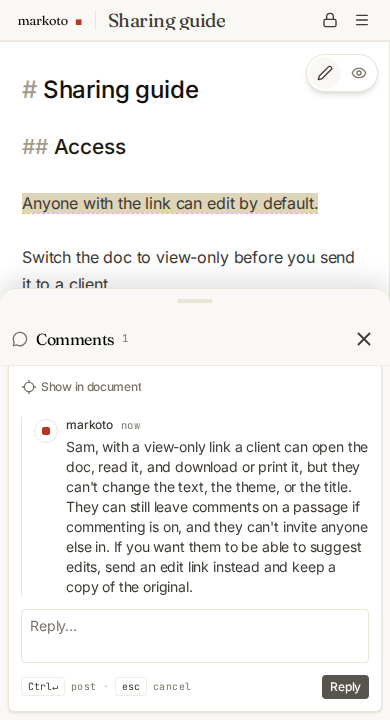 markoto
Sharing guide
# Sharing guide
## Access
Anyone with the link can edit by default.
Switch the doc to view-only before you send
it to a client
Comments 1
Show in document
markoto now
Sam, with a view-only link a client can open the
doc, read it, and download or print it, but they
can't change the text, the theme, or the title.
They can still leave comments on a passage if
commenting is on, and they can't invite anyone
else in. If you want them to be able to suggest
edits, send an edit link instead and keep a
copy of the original.
Reply...
Ctrl↵ post · esc cancel
Reply